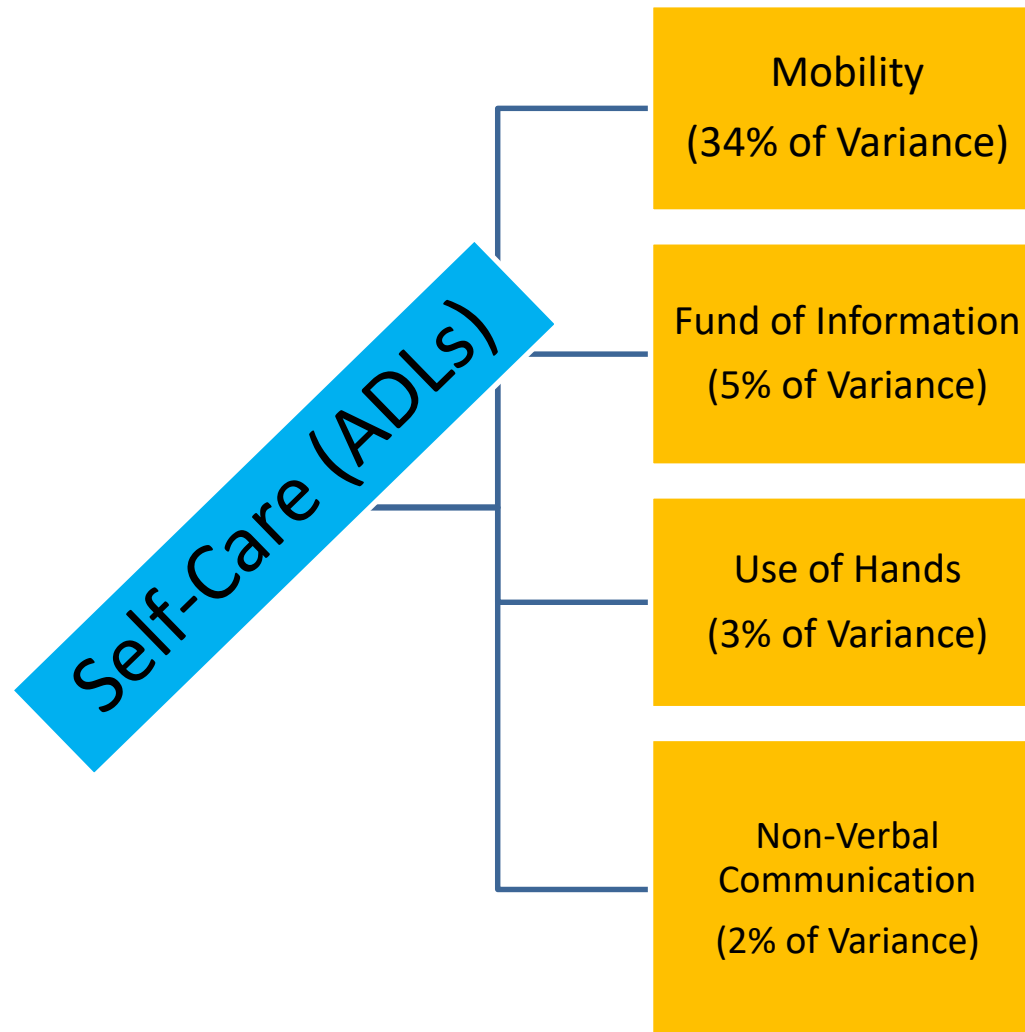 Self-Care (ADLs)
Mobility
(34% of Variance)
Fund of Information
(5% of Variance)
Use of Hands
(3% of Variance)
Non-Verbal
Communication
(2% of Variance)